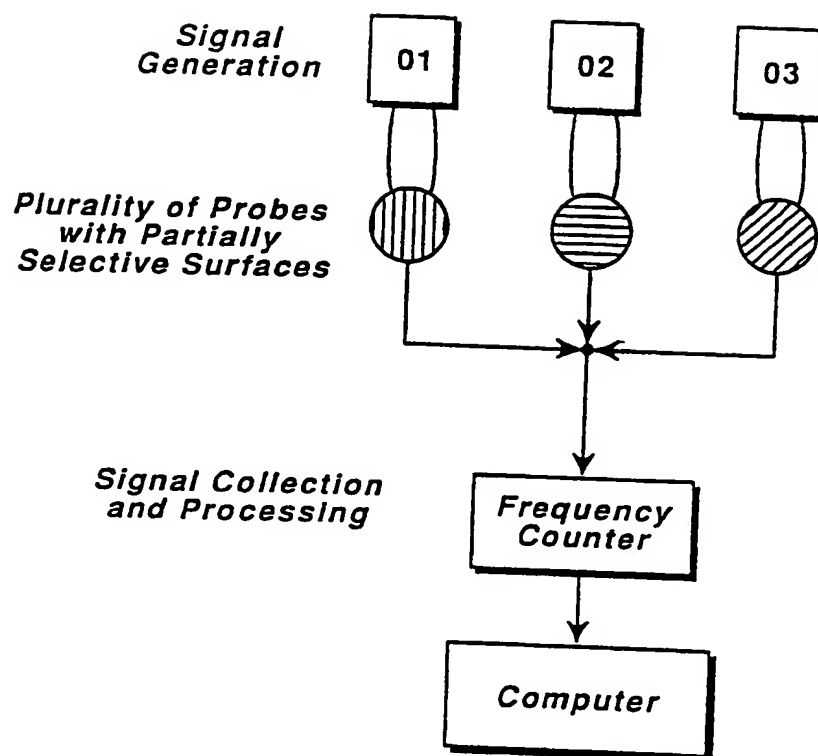 Signal
Generation
01
02
03
Plurality of Probes
with Partially
Selective Surfaces
Signal Collection
and Processing
Frequency
Counter
Computer